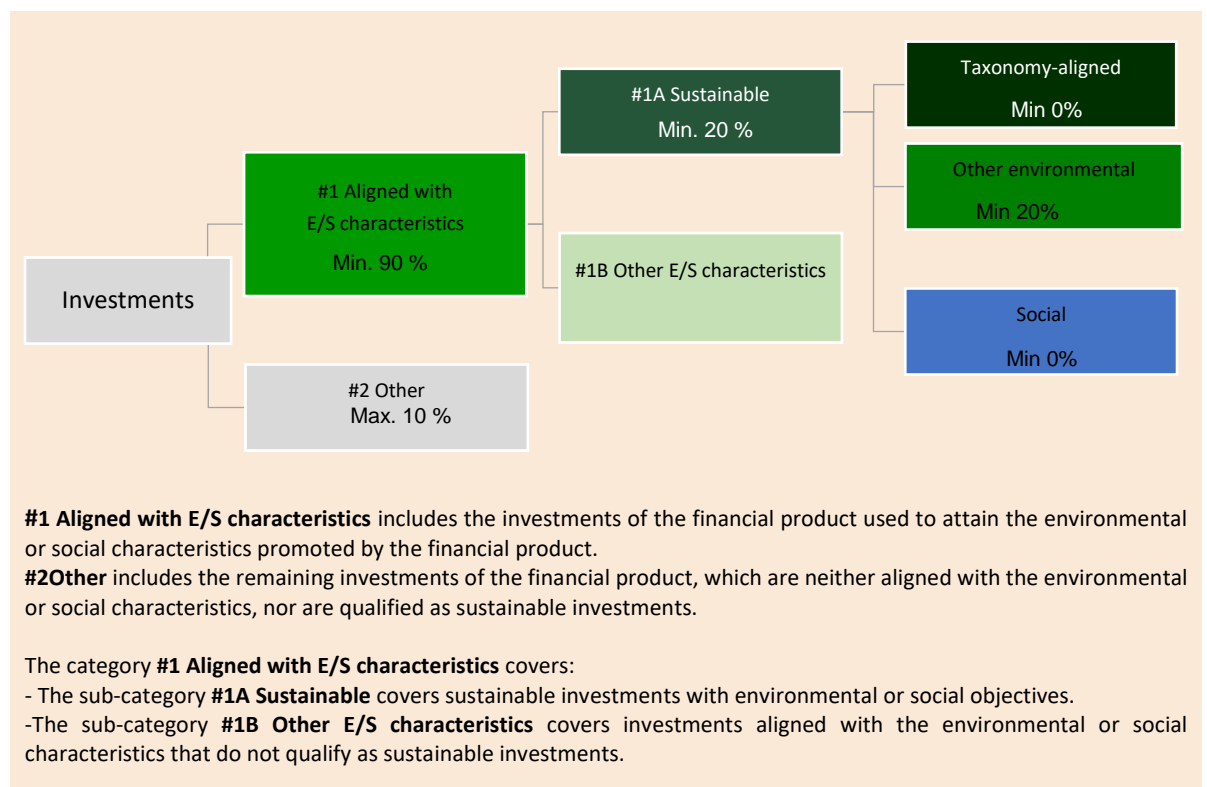 Investments
#1 Aligned with
E/S characteristics
Min. 90 %
#2 Other
Max. 10 %
#1A Sustainable
Min. 20 %
#1B Other E/S characteristics
Taxonomy-aligned
Min 0%
Other environmental
Min 20%
Social
Min 0%
#1 Aligned with E/S characteristics includes the investments of the financial product used to attain the environmental
or social characteristics promoted by the financial product.
#2Other includes the remaining investments of the financial product, which are neither aligned with the environmental
or social characteristics, nor are qualified as sustainable investments.
The category #1 Aligned with E/S characteristics covers:
- The sub-category #1A Sustainable covers sustainable investments with environmental or social objectives.
-The sub-category #1B Other E/S characteristics covers investments aligned with the environmental or social
characteristics that do not qualify as sustainable investments.